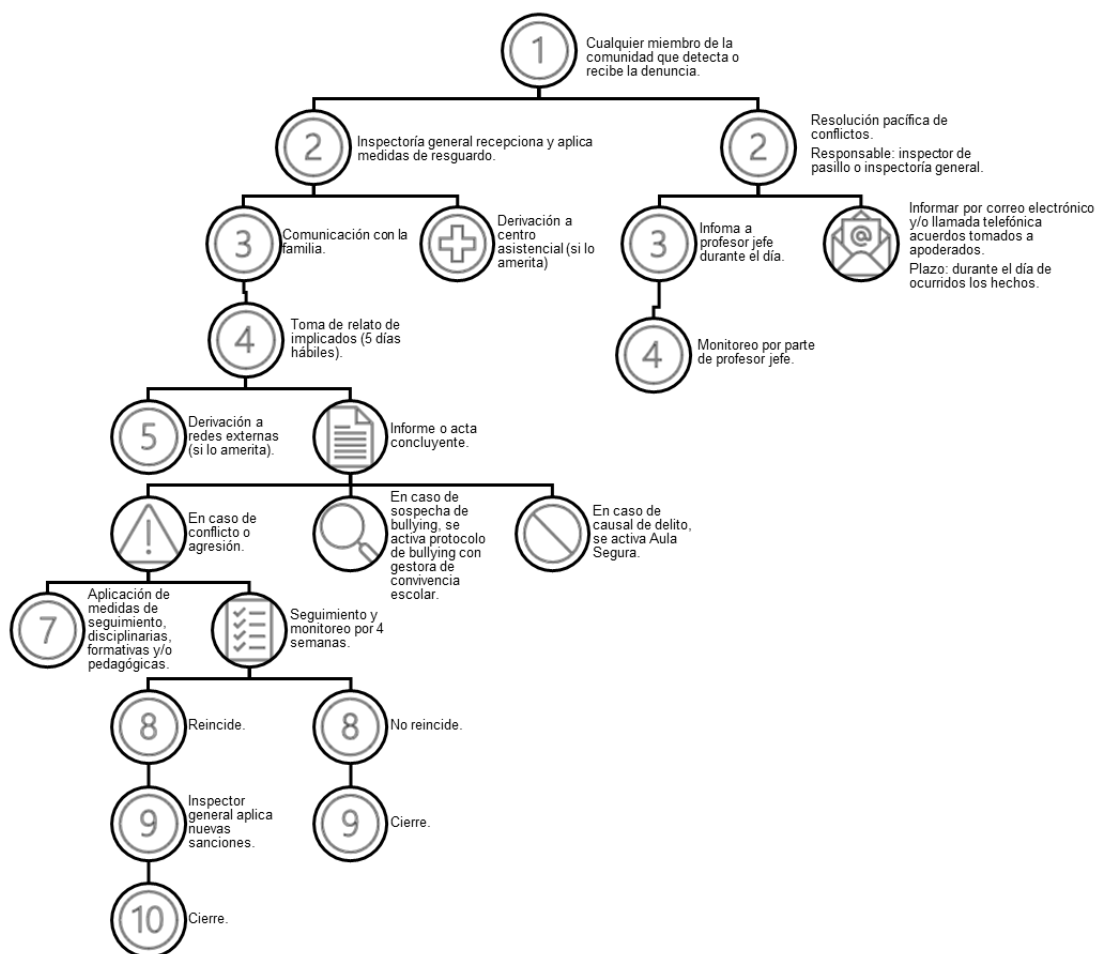 1
Cualquier miembro de la
comunidad que detecta o
recibe la denuncia.
2
Inspectoría general recepciona y aplica
medidas de resguardo.
2
Resolución pacífica de
conflictos.
Responsable: inspector de
pasillo o inspectoría general.
3
Comunicación con la
familia.
Derivación a
centro
asistencial (si lo
amerita)
3
Infoma a
profesor jefe
durante el día.
@
Informar por correo electrónico
y/o llamada telefónica
acuerdos tomados a
apoderados.
Plazo: durante el día de
ocurridos los hechos.
4
Toma de relato de
implicados (5 días
hábiles).
4
Monitoreo por parte
de profesor jefe.
5
Derivación a
redes externas
(si lo amerita).
Informe o acta
concluyente.
En caso de
conflicto o
agresión.
En caso de
sospecha de
bullying, se
activa protocolo
de bullying con
gestora de
convivencia
escolar.
En caso de
causal de delito,
se activa Aula
Segura.
7
Aplicación de
medidas de
seguimiento,
disciplinarias,
formativas y/o
pedagógicas.
Seguimiento y
monitoreo por 4
semanas.
8
Reincide.
8
No reincide.
9
Inspector
general aplica
nuevas
sanciones.
9
Cierre.
10
Cierre.